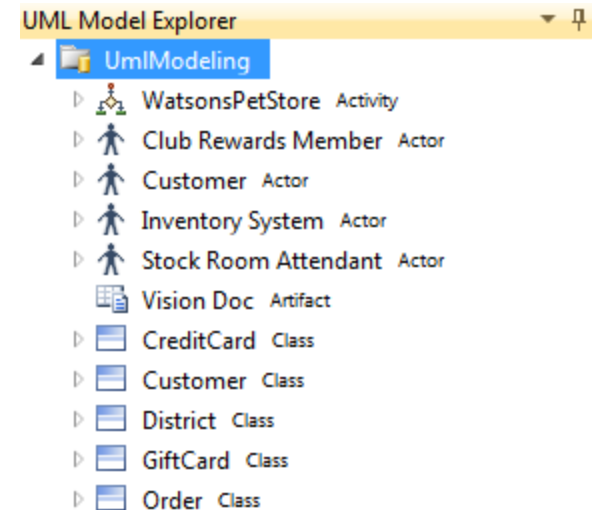 UML Model Explorer
UmlModeling
WatsonsPetStore Activity
Club Rewards Member Actor
Customer Actor
Inventory System Actor
Stock Room Attendant Actor
Vision Doc Artifact
CreditCard Class
Customer Class
District Class
GiftCard Class
Order Class